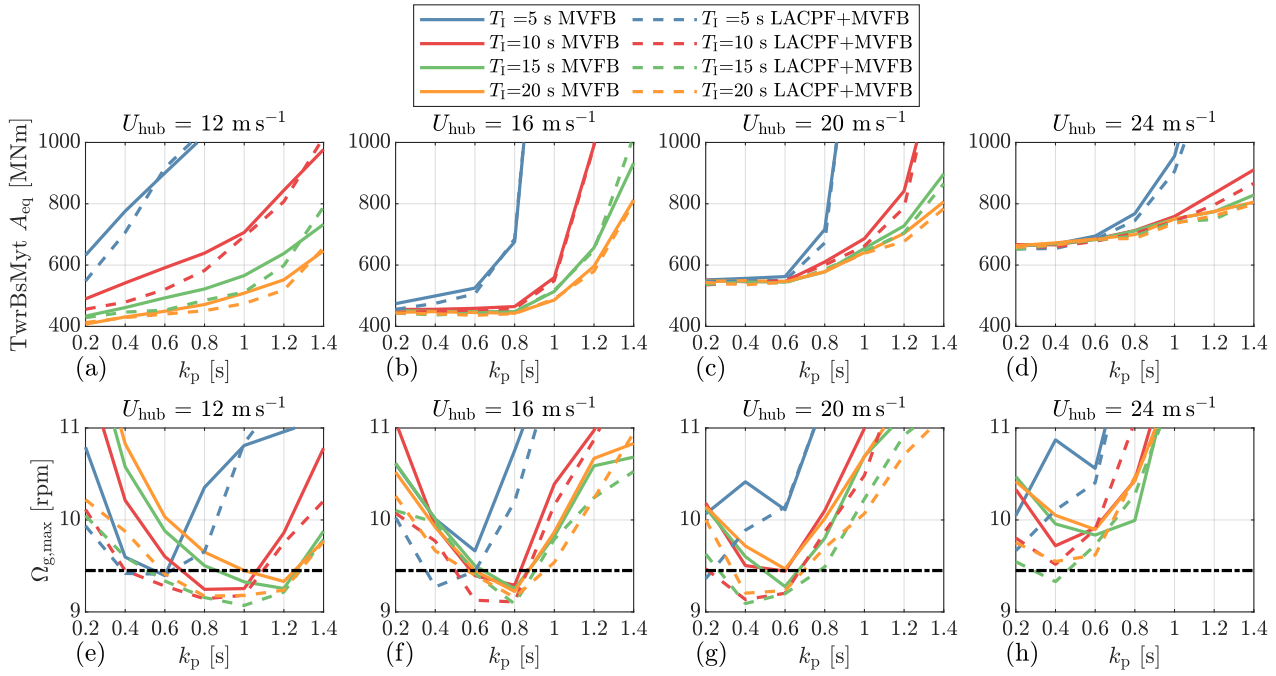 T_I =5 s MVFB T_I=5 s LACPF+MVFB
T_I=10 s MVFB T_I=10 s LACPF+MVFB
T_I=15 s MVFB T_I=15 s LACPF+MVFB
T_I=20 s MVFB T_I=20 s LACPF+MVFB
U_hub = 12 m s⁻¹ U_hub = 16 m s⁻¹ U_hub = 20 m s⁻¹ U_hub = 24 m s⁻¹
TwrBsMyt A_eq [MNm]
1000 1000 1000 1000
800 800 800 800
600 600 600 600
400 400 400 400
0.2 0.4 0.6 0.8 1 1.2 1.4 0.2 0.4 0.6 0.8 1 1.2 1.4 0.2 0.4 0.6 0.8 1 1.2 1.4 0.2 0.4 0.6 0.8 1 1.2 1.4
(a) k_p [s] (b) k_p [s] (c) k_p [s] (d) k_p [s]
U_hub = 12 m s⁻¹ U_hub = 16 m s⁻¹ U_hub = 20 m s⁻¹ U_hub = 24 m s⁻¹
Ω_g,max [rpm]
11 11 11 11
10 10 10 10
9 9 9 9
0.2 0.4 0.6 0.8 1 1.2 1.4 0.2 0.4 0.6 0.8 1 1.2 1.4 0.2 0.4 0.6 0.8 1 1.2 1.4 0.2 0.4 0.6 0.8 1 1.2 1.4
(e) k_p [s] (f) k_p [s] (g) k_p [s] (h) k_p [s]